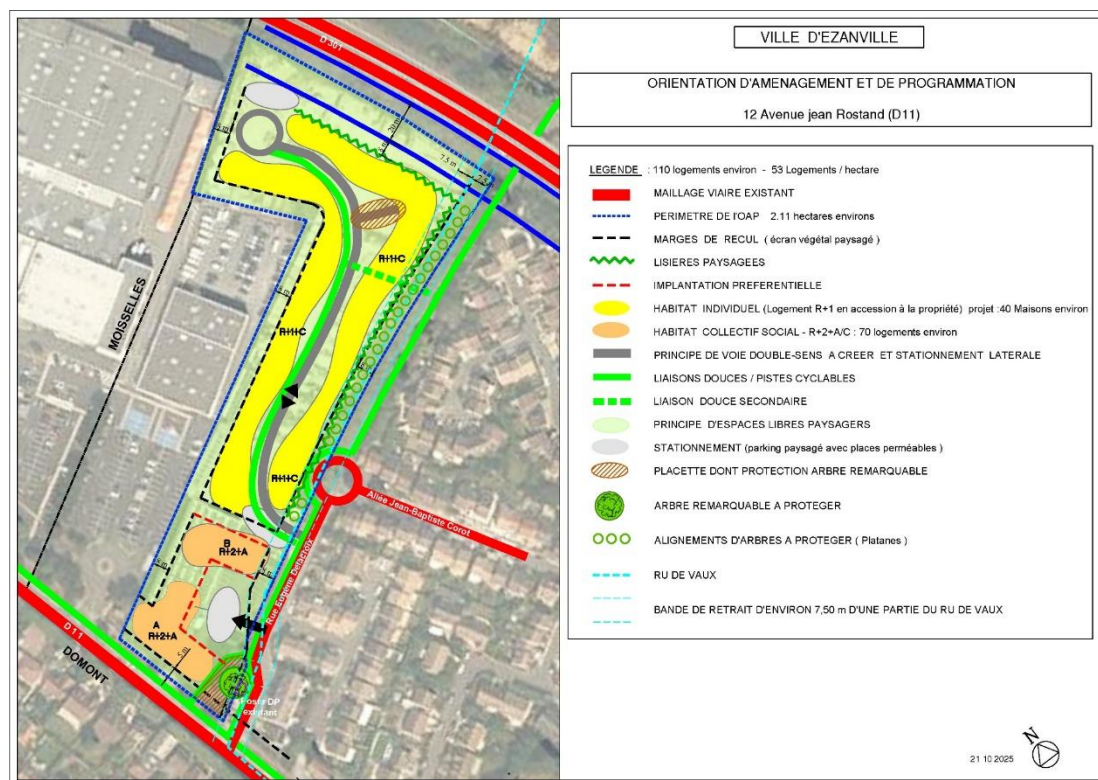 VILLE D'EZANVILLE
ORIENTATION D'AMENAGEMENT ET DE PROGRAMMATION
12 Avenue jean Rostand (D11)
LEGENDE : 110 logements environ - 53 Logements / hectare
MAILLAGE VIAIRE EXISTANT
PERIMETRE DE l'OAP 2.11 hectares environs
MARGES DE RECUL ( écran végétal paysagé )
LISIERES PAYSAGEES
IMPLANTATION PREFERENTIELLE
HABITAT INDIVIDUEL (Logement R+1 en accession à la propriété) projet :40 Maisons environ
HABITAT COLLECTIF SOCIAL - R+2+A/C : 70 logements environ
PRINCIPE DE VOIE DOUBLE-SENS A CREER ET STATIONNEMENT LATERALE
LIAISONS DOUCES / PISTES CYCLABLES
LIAISON DOUCE SECONDAIRE
PRINCIPE D'ESPACES LIBRES PAYSAGERS
STATIONNEMENT (parking paysagé avec places perméables )
PLACETTE DONT PROTECTION ARBRE REMARQUABLE
ARBRE REMARQUABLE A PROTEGER
ALIGNEMENTS D'ARBRES A PROTEGER ( Platanes )
RU DE VAUX
BANDE DE RETRAIT D'ENVIRON 7,50 m D'UNE PARTIE DU RU DE VAUX
N
21 10.2025
D 301
5 m
20 m
7.5 m
R+1+C
5 m
R+1+C
MOISSELLES
R+1+C
Allée Jean-Baptiste Corot
Rue Eugène Delacroix
B
R+2+A
5 m
A
R+2+A
5 m
D11
DOMONT
Poste DP
existant